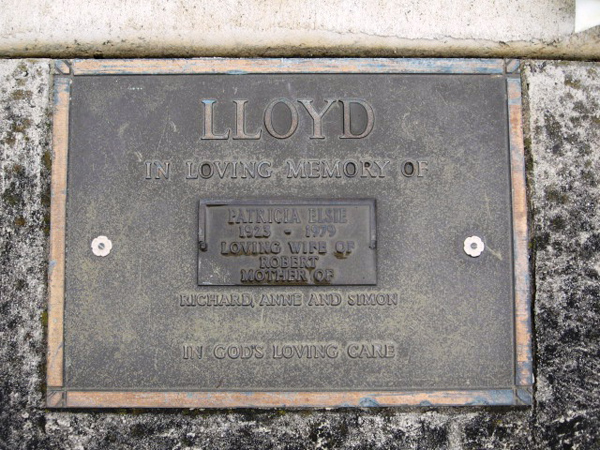 LLOYD
IN LOVING MEMORY OF
PATRICIA ELSIE
1923 - 1979
LOVING WIFE OF
ROBERT
MOTHER OF
RICHARD, ANNE AND SIMON
IN GOD'S LOVING CARE